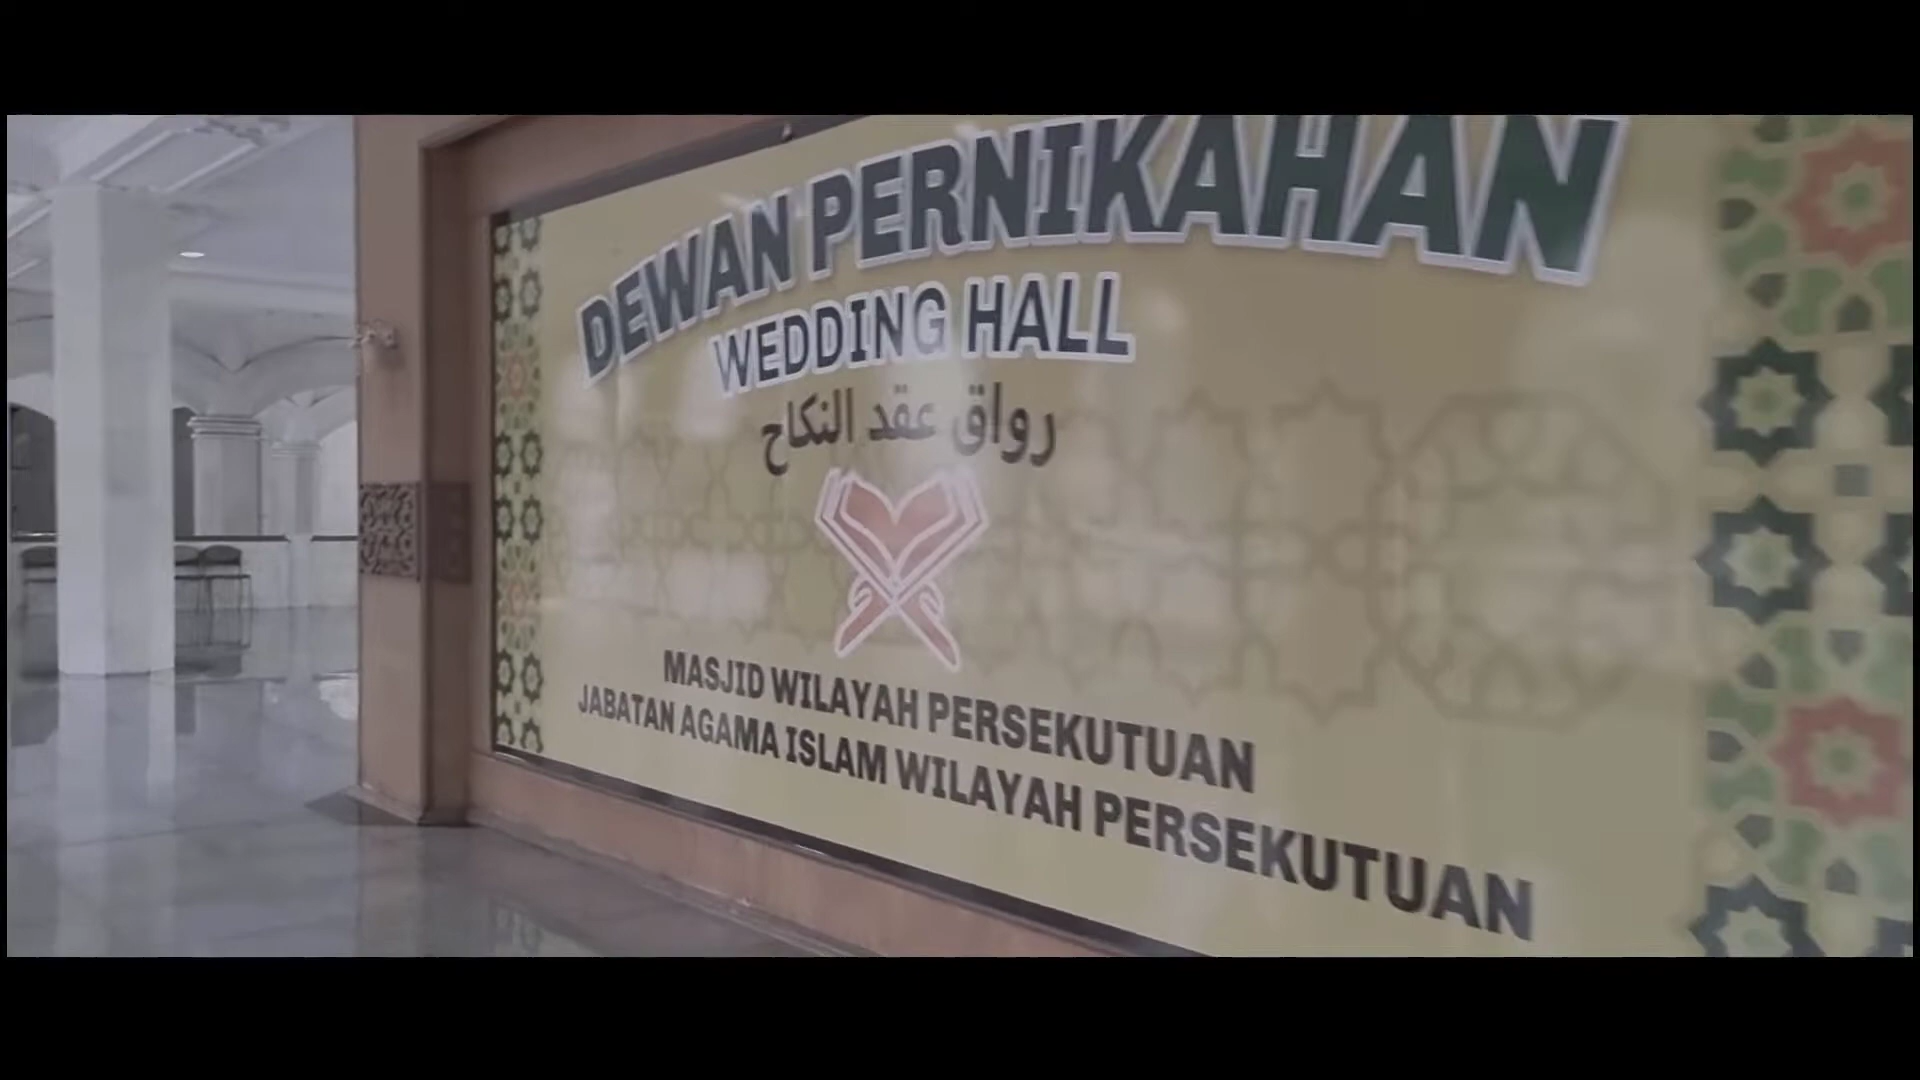 DEWAN PERNIKAHAN
WEDDING HALL
رواق عقد النكاح
MASJID WILAYAH PERSEKUTUAN
JABATAN AGAMA ISLAM WILAYAH PERSEKUTUAN